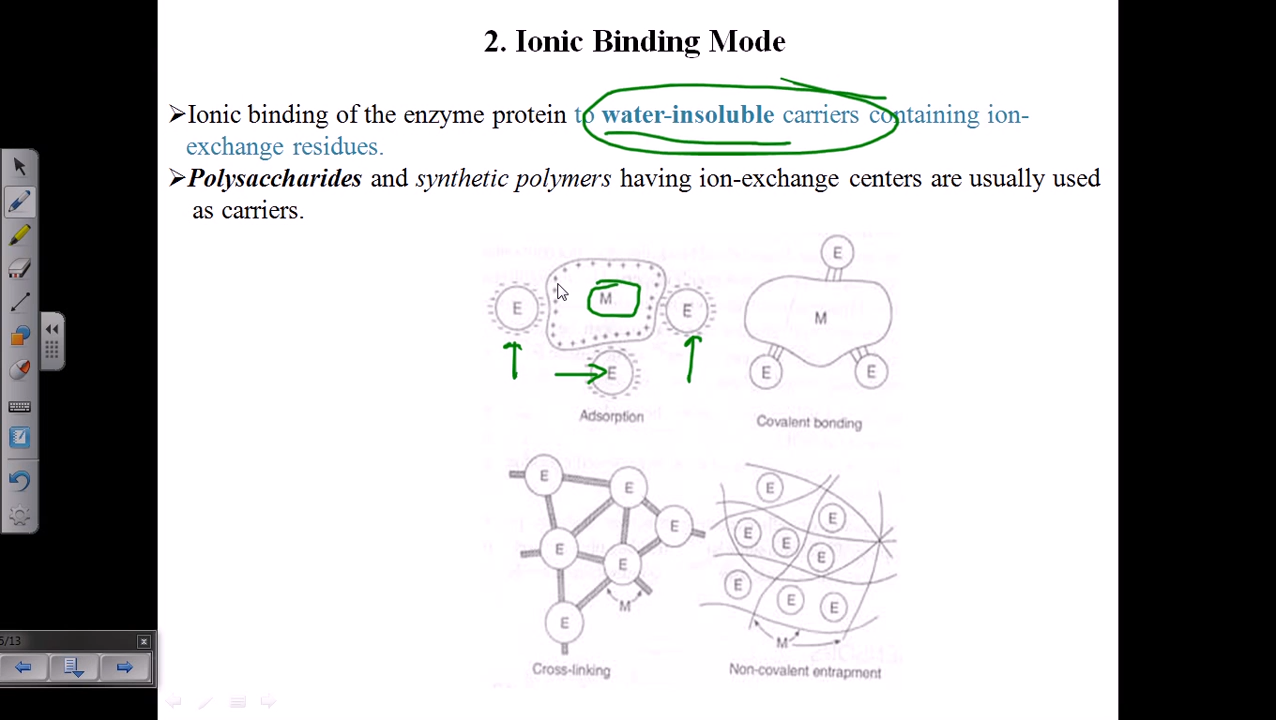 2. Ionic Binding Mode
➢Ionic binding of the enzyme protein to water-insoluble carriers containing ion-
exchange residues.
➢Polysaccharides and synthetic polymers having ion-exchange centers are usually used
as carriers.
E
M
E
E
Adsorption
E
M
E
E
Covalent bonding
E
E
E
E
E
E
M
Cross-linking
E
E
E
E
E
E
E
E
M
Non-covalent entrapment
5/13